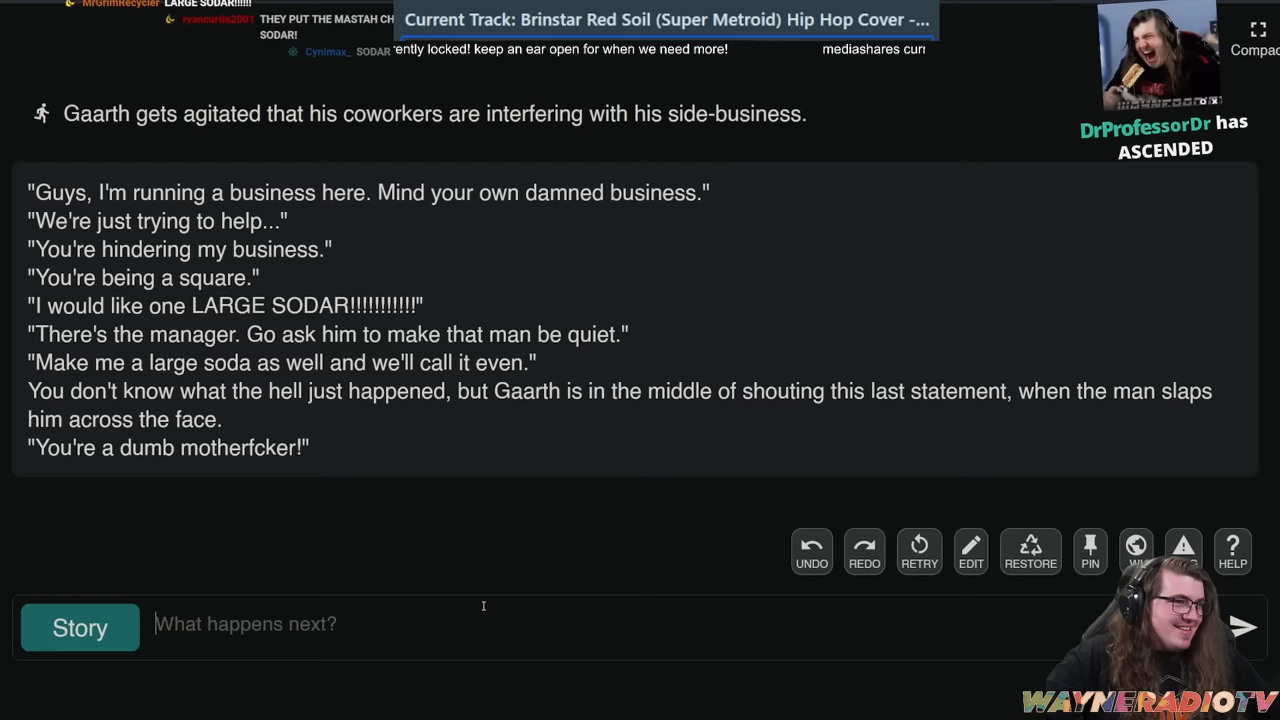 MrGrimRecycler LARGE SODAR!!!!!!
ryancurtis2001 THEY PUT THE MASTAH CH
SODAR!
Cynimax_ SODAR
Current Track: Brinstar Red Soil (Super Metroid) Hip Hop Cover -...
ently locked! keep an ear open for when we need more! mediashares curr
Compac
DrProfessorDr has
ASCENDED
Gaarth gets agitated that his coworkers are interfering with his side-business.
"Guys, I'm running a business here. Mind your own damned business."
"We're just trying to help..."
"You're hindering my business."
"You're being a square."
"I would like one LARGE SODAR!!!!!!!!!!!"
"There's the manager. Go ask him to make that man be quiet."
"Make me a large soda as well and we'll call it even."
You don't know what the hell just happened, but Gaarth is in the middle of shouting this last statement, when the man slaps
him across the face.
"You're a dumb motherfcker!"
UNDO REDO RETRY EDIT RESTORE PIN HELP
Story What happens next?
WAYNERADIOTV